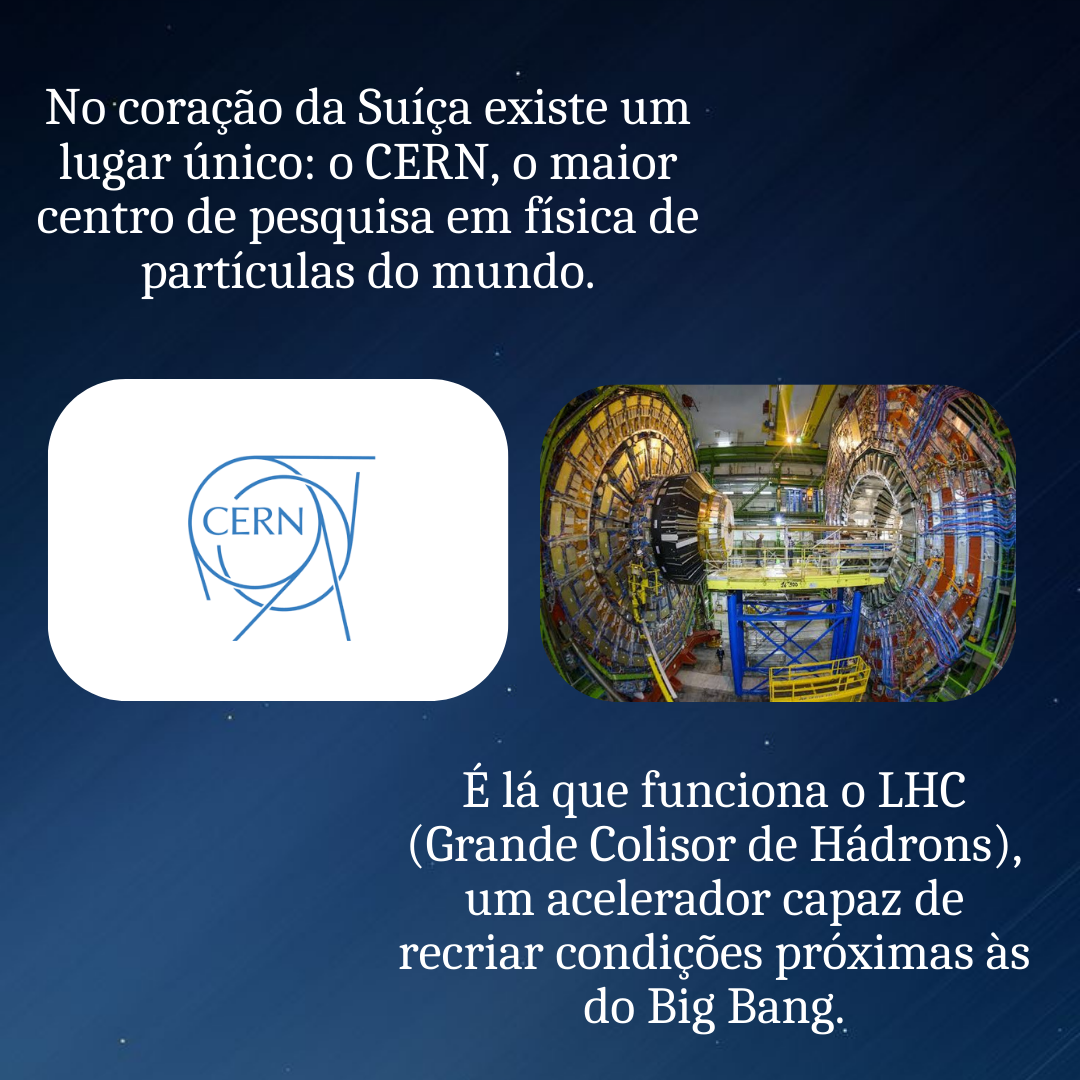 No coração da Suíça existe um
lugar único: o CERN, o maior
centro de pesquisa em física de
partículas do mundo.
CERN
É lá que funciona o LHC
(Grande Colisor de Hádrons),
um acelerador capaz de
recriar condições próximas às
do Big Bang.